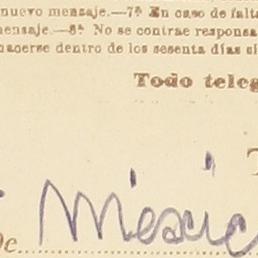 nuevo mensaje.—7ª En caso de falta
mensaje.—8ª No se contrae responsa
hacerse dentro de los sesenta días si
Todo teleg
T
De Mexic